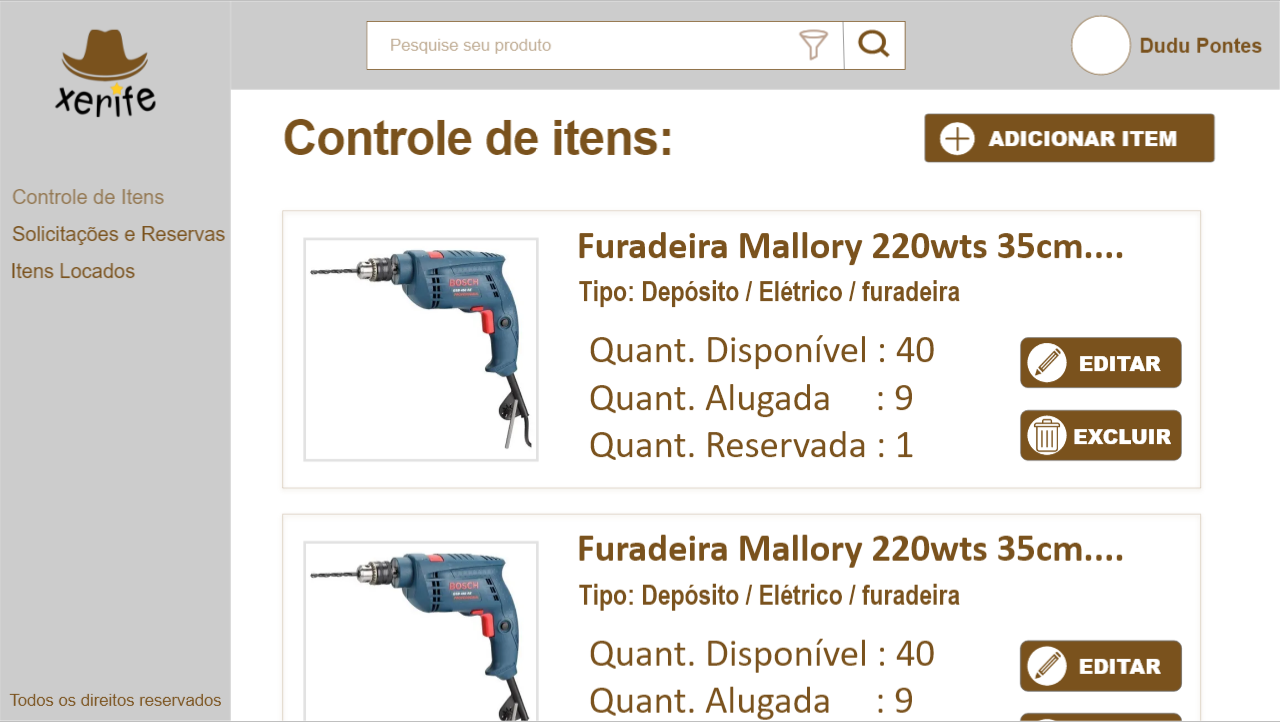 xerife
Pesquise seu produto
Dudu Pontes
Controle de Itens
Solicitações e Reservas
Itens Locados
Todos os direitos reservados
Controle de itens:
ADICIONAR ITEM
BOSCH
Furadeira Mallory 220wts 35cm....
Tipo: Depósito / Elétrico / furadeira
Quant. Disponível : 40
Quant. Alugada : 9
Quant. Reservada : 1
EDITAR
EXCLUIR
BOSCH
Furadeira Mallory 220wts 35cm....
Tipo: Depósito / Elétrico / furadeira
Quant. Disponível : 40
Quant. Alugada : 9
EDITAR